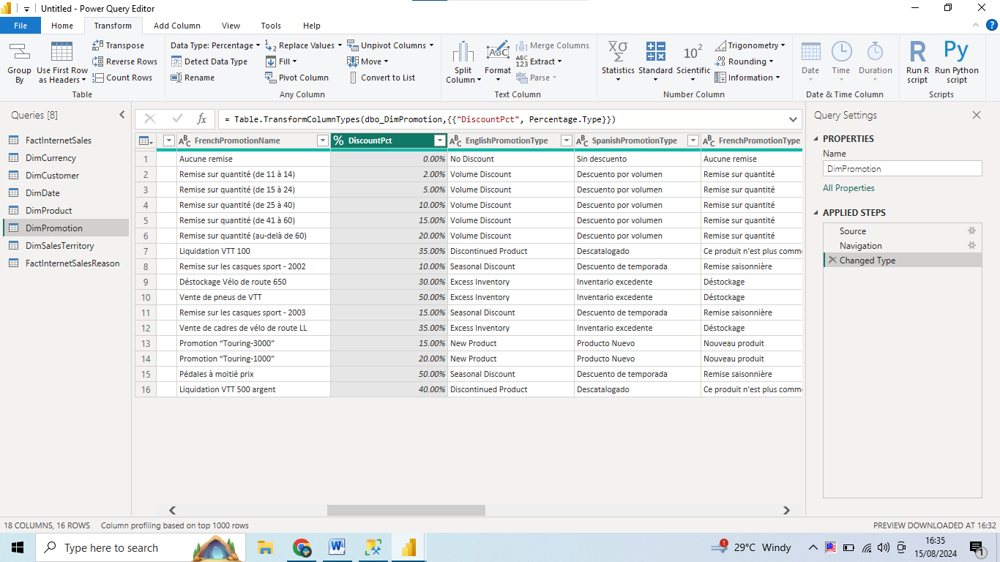 Untitled - Power Query Editor
File Home Transform Add Column View Tools Help
Group By
Use First Row as Headers
Transpose
Reverse Rows
Count Rows
Table
Data Type: Percentage
Detect Data Type
Rename
Replace Values
Fill
Pivot Column
Unpivot Columns
Move
Convert to List
Any Column
Split Column
Format
Merge Columns
Extract
Parse
Text Column
Statistics
Standard
Scientific
Trigonometry
Rounding
Information
Number Column
Date
Time
Duration
Date & Time Column
Run R script
Run Python script
Scripts
Queries [8]
FactInternetSales
DimCurrency
DimCustomer
DimDate
DimProduct
DimPromotion
DimSalesTerritory
FactInternetSalesReason
= Table.TransformColumnTypes(dbo_DimPromotion,{{"DiscountPct", Percentage.Type}})
FrenchPromotionName DiscountPct EnglishPromotionType SpanishPromotionType FrenchPromotionType
1 Aucune remise 0.00% No Discount Sin descuento Aucune remise
2 Remise sur quantité (de 11 à 14) 2.00% Volume Discount Descuento por volumen Remise sur quantité
3 Remise sur quantité (de 15 à 24) 5.00% Volume Discount Descuento por volumen Remise sur quantité
4 Remise sur quantité (de 25 à 40) 10.00% Volume Discount Descuento por volumen Remise sur quantité
5 Remise sur quantité (de 41 à 60) 15.00% Volume Discount Descuento por volumen Remise sur quantité
6 Remise sur quantité (au-delà de 60) 20.00% Volume Discount Descuento por volumen Remise sur quantité
7 Liquidation VTT 100 35.00% Discontinued Product Descatalogado Ce produit n'est plus comm
8 Remise sur les casques sport - 2002 10.00% Seasonal Discount Descuento de temporada Remise saisonnière
9 Déstockage Vélo de route 650 30.00% Excess Inventory Inventario excedente Déstockage
10 Vente de pneus de VTT 50.00% Excess Inventory Inventario excedente Déstockage
11 Remise sur les casques sport - 2003 15.00% Seasonal Discount Descuento de temporada Remise saisonnière
12 Vente de cadres de vélo de route LL 35.00% Excess Inventory Inventario excedente Déstockage
13 Promotion “Touring-3000” 15.00% New Product Producto Nuevo Nouveau produit
14 Promotion “Touring-1000” 20.00% New Product Producto Nuevo Nouveau produit
15 Pédales à moitié prix 50.00% Seasonal Discount Descuento de temporada Remise saisonnière
16 Liquidation VTT 500 argent 40.00% Discontinued Product Descatalogado Ce produit n'est plus comm
Query Settings
PROPERTIES
Name
DimPromotion
All Properties
APPLIED STEPS
Source
Navigation
Changed Type
18 COLUMNS, 16 ROWS Column profiling based on top 1000 rows PREVIEW DOWNLOADED AT 16:32
Type here to search
1
29°C Windy
16:35
15/08/2024
1